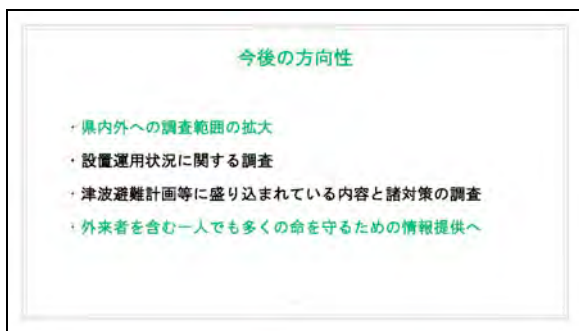 今後の方向性
・県内外への調査範囲の拡大
・設置運用状況に関する調査
・津波避難計画等に盛り込まれている内容と諸対策の調査
・外来者を含む一人でも多くの命を守るための情報提供へ